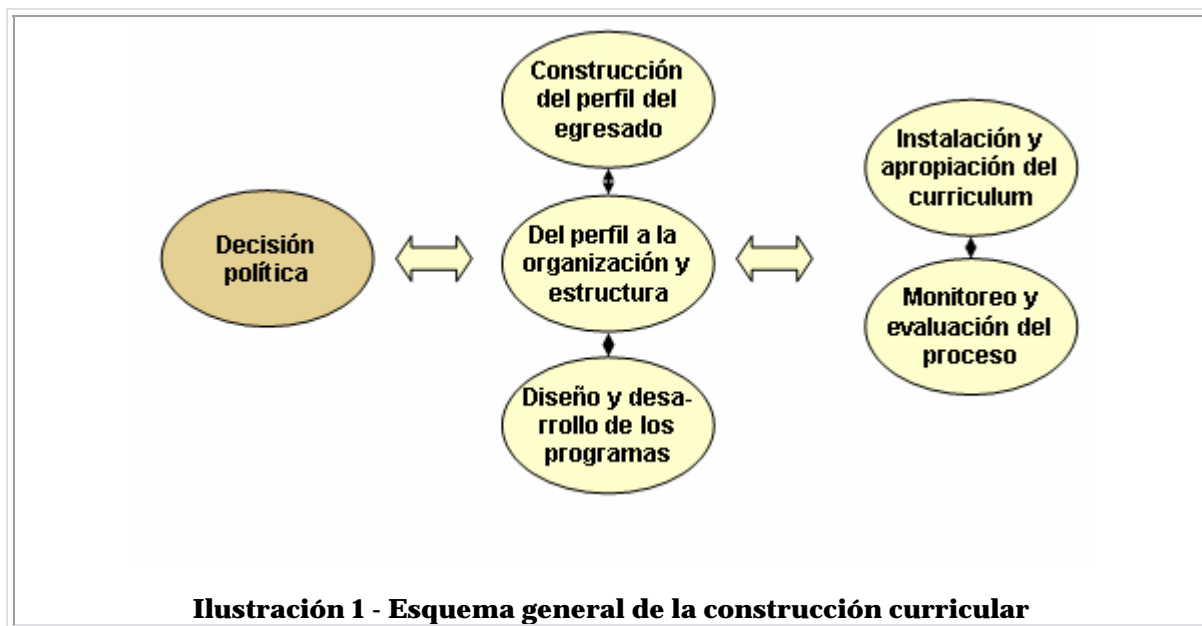 Construcción
del perfil del
egresado
Decisión
política
Del perfil a la
organización y
estructura
Diseño y desa-
rrollo de los
programas
Instalación y
apropiación del
curriculum
Monitoreo y
evaluación del
proceso
Ilustración 1 - Esquema general de la construcción curricular